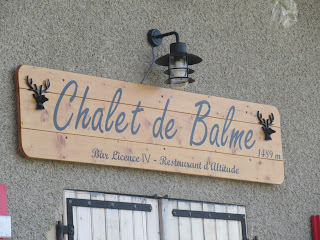 Chalet de Balme
1489 m
Bar Licence IV - Restaurant d'Altitude